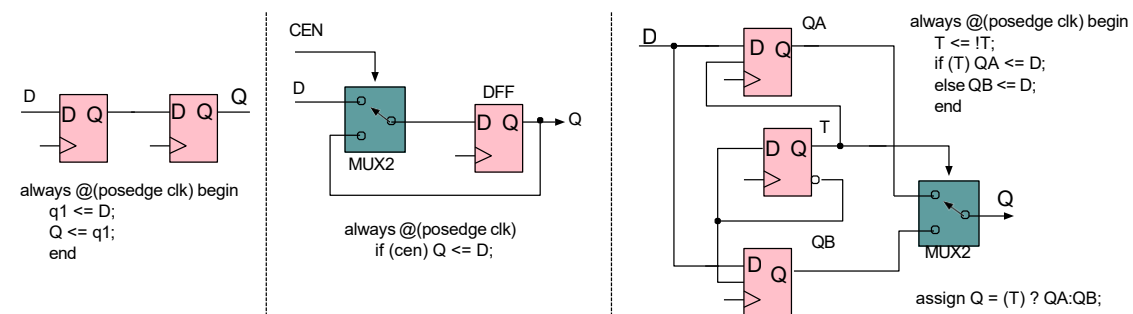 D
D Q
D Q
Q
always @(posedge clk) begin
q1 <= D;
Q <= q1;
end
CEN
D
MUX2
DFF
D Q
Q
always @(posedge clk)
if (cen) Q <= D;
D
QA
D Q
T
D Q
QB
D Q
MUX2
Q
always @(posedge clk) begin
T <= !T;
if (T) QA <= D;
else QB <= D;
end
assign Q = (T) ? QA:QB;